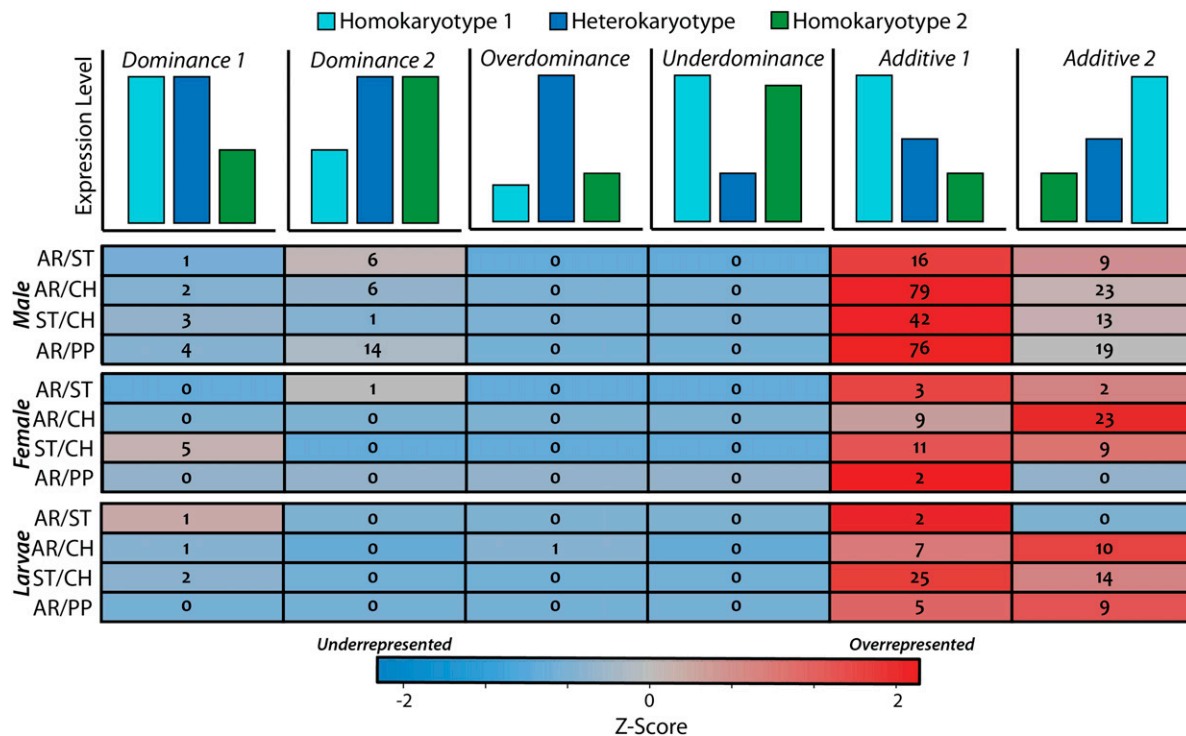 Homokaryotype 1 Heterokaryotype Homokaryotype 2
Expression Level
Dominance 1 Dominance 2 Overdominance Underdominance Additive 1 Additive 2
Male
AR/ST 1 6 0 0 16 9
AR/CH 2 6 0 0 79 23
ST/CH 3 1 0 0 42 13
AR/PP 4 14 0 0 76 19
Female
AR/ST 0 1 0 0 3 2
AR/CH 0 0 0 0 9 23
ST/CH 5 0 0 0 11 9
AR/PP 0 0 0 0 2 0
Larvae
AR/ST 1 0 0 0 2 0
AR/CH 1 0 1 0 7 10
ST/CH 2 0 0 0 25 14
AR/PP 0 0 0 0 5 9
Underrepresented Overrepresented
-2 0 2
Z-Score